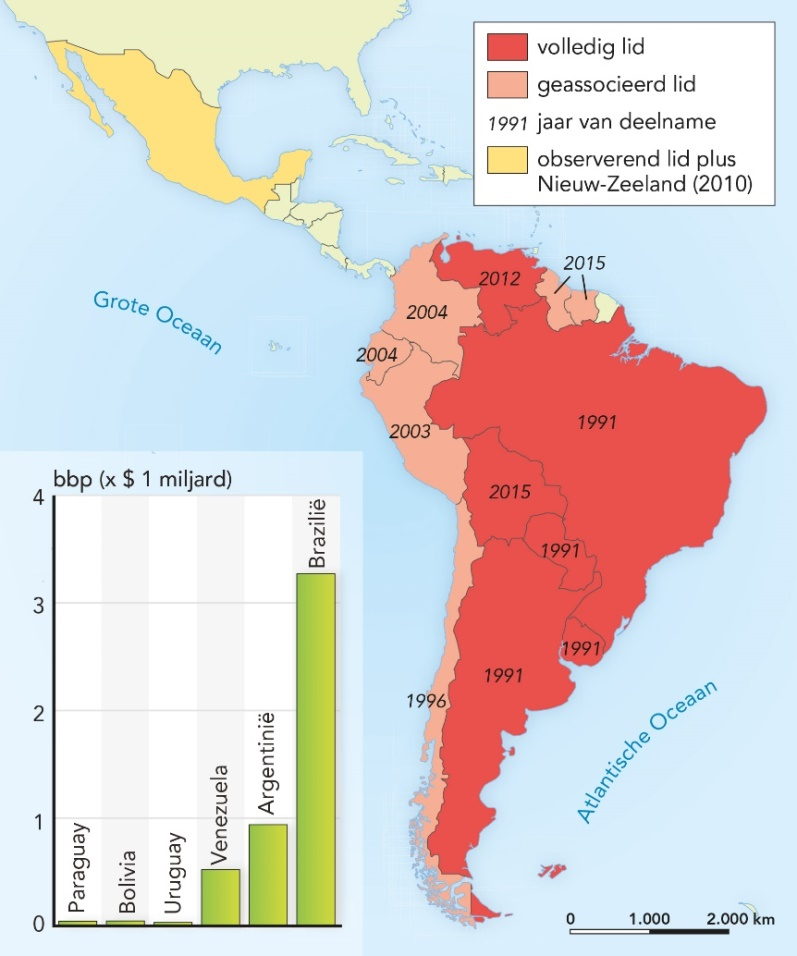 volledig lid
geassocieerd lid
1991 jaar van deelname
observerend lid plus
Nieuw-Zeeland (2010)
2015
2012
2004
Grote Oceaan
2004
1991
2003
2015
1991
1991
1991
1996
Atlantische Oceaan
bbp (x $ 1 miljard)
4
3
2
1
0
Paraguay
Bolivia
Uruguay
Venezuela
Argentinië
Brazilië
0 1.000 2.000 km